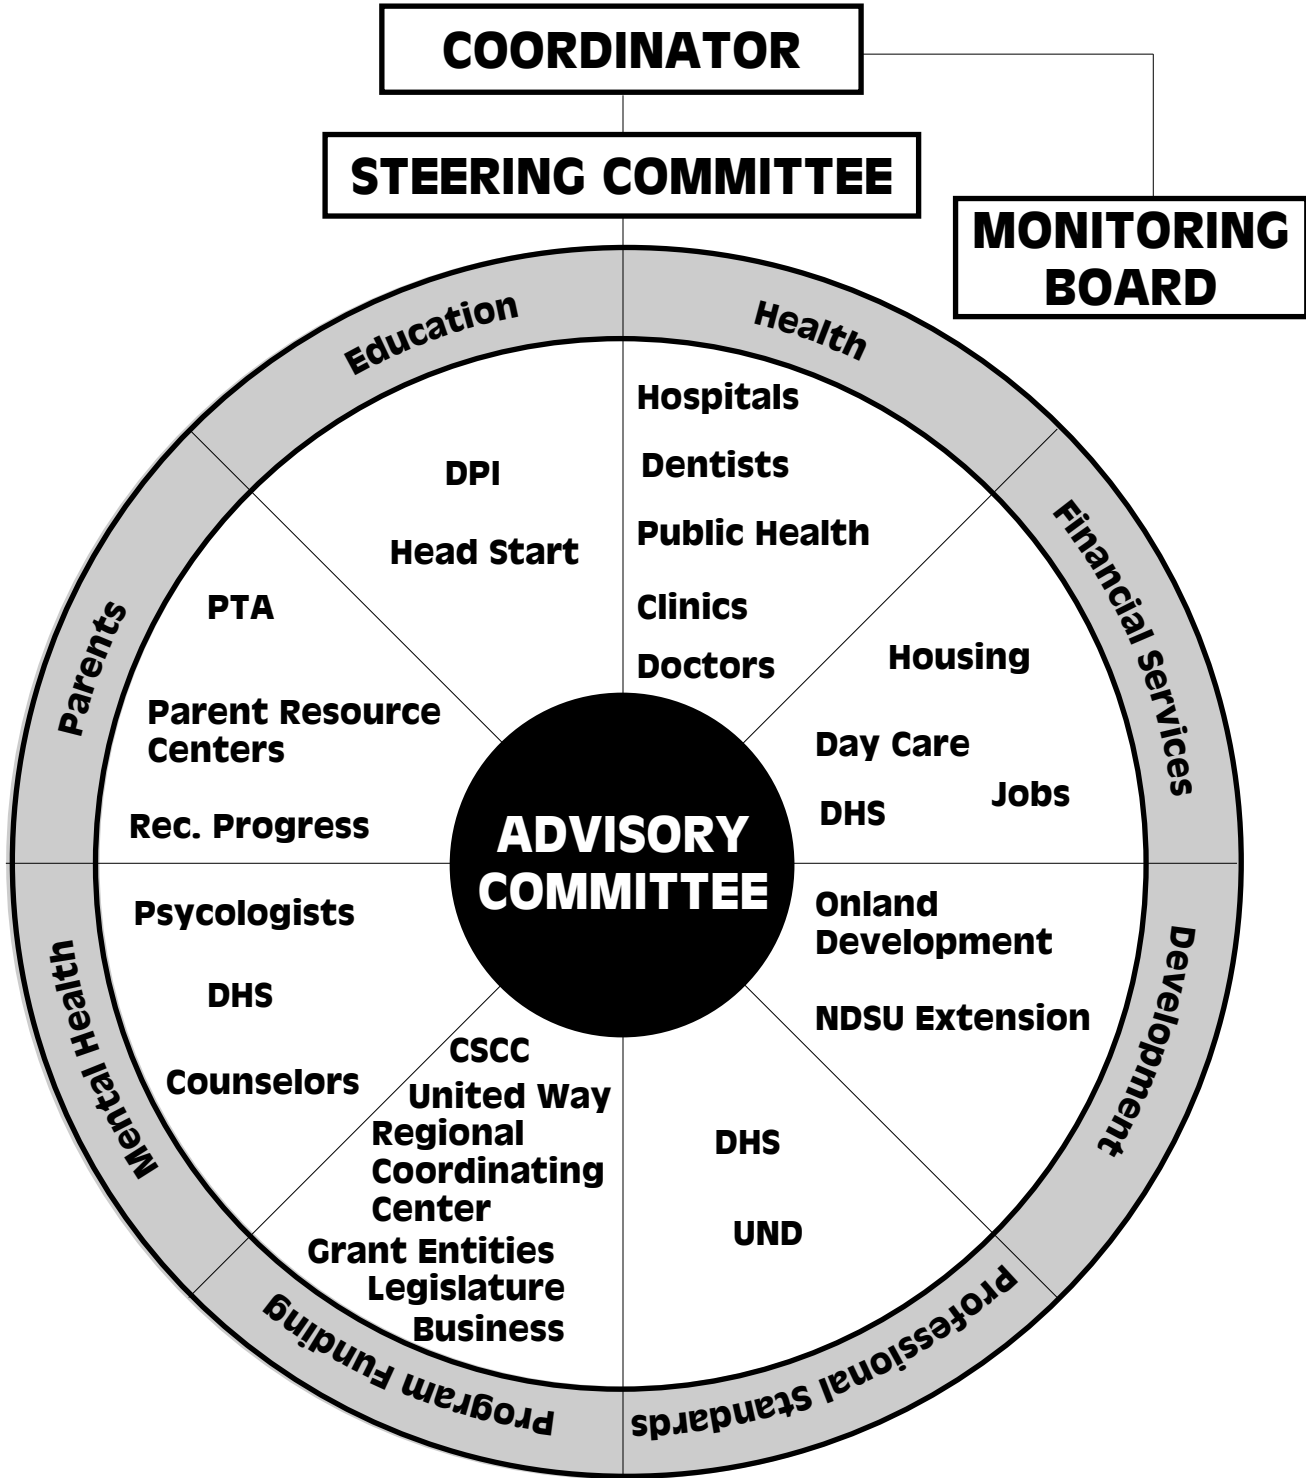 COORDINATOR
STEERING COMMITTEE
MONITORING
BOARD
Education
Health
Hospitals
Dentists
Public Health
Clinics
Doctors
Financial Services
Housing
Day Care
Jobs
DHS
Development
Onland
Development
NDSU Extension
Professional Standards
DHS
UND
Program Funding
CSCC
United Way
Regional
Coordinating
Center
Grant Entities
Legislature
Business
Mental Health
Psycologists
DHS
Counselors
Parents
PTA
Parent Resource
Centers
Rec. Progress
DPI
Head Start
ADVISORY
COMMITTEE